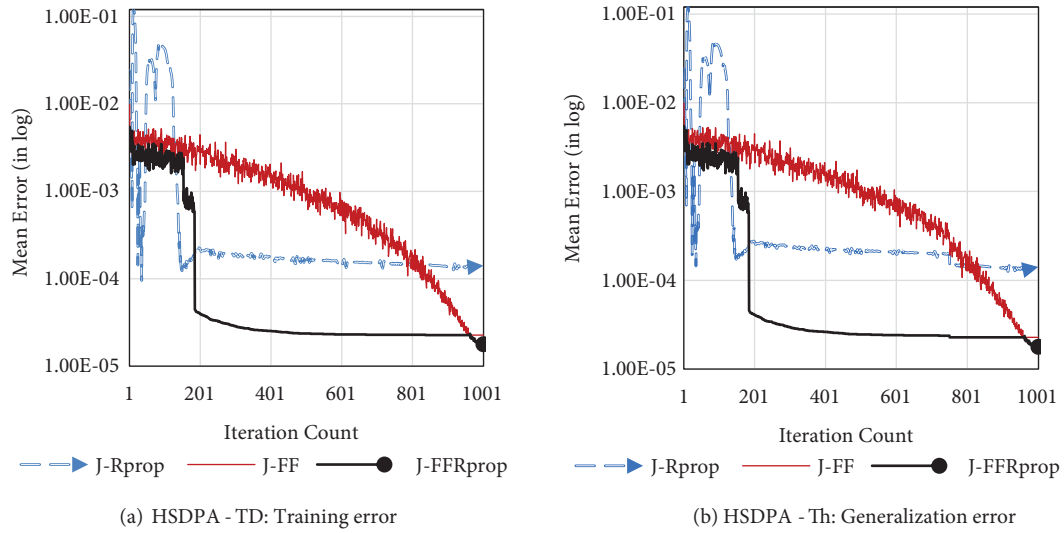 1.00E-01
1.00E-02
1.00E-03
1.00E-04
1.00E-05
Mean Error (in log)
1 201 401 601 801 1001
Iteration Count
J-Rprop J-FF J-FFRprop
(a) HSDPA - TD: Training error
1.00E-01
1.00E-02
1.00E-03
1.00E-04
1.00E-05
Mean Error (in log)
1 201 401 601 801 1001
Iteration Count
J-Rprop J-FF J-FFRprop
(b) HSDPA - Th: Generalization error